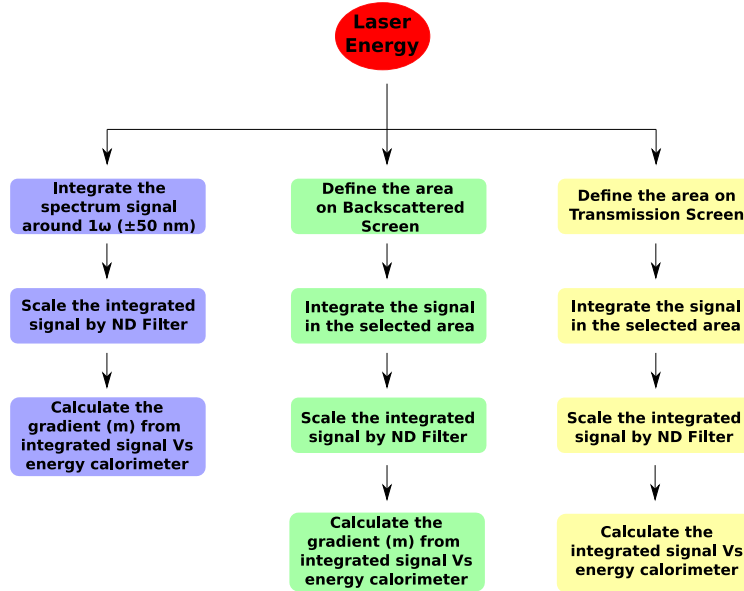 Laser
Energy
Integrate the
spectrum signal
around 1ω (±50 nm)
Scale the integrated
signal by ND Filter
Calculate the
gradient (m) from
integrated signal Vs
energy calorimeter
Define the area
on Backscattered
Screen
Integrate the signal
in the selected area
Scale the integrated
signal by ND Filter
Calculate the
gradient (m) from
integrated signal Vs
energy calorimeter
Define the area on
Transmission Screen
Integrate the signal
in the selected area
Scale the integrated
signal by ND Filter
Calculate the
integrated signal Vs
energy calorimeter